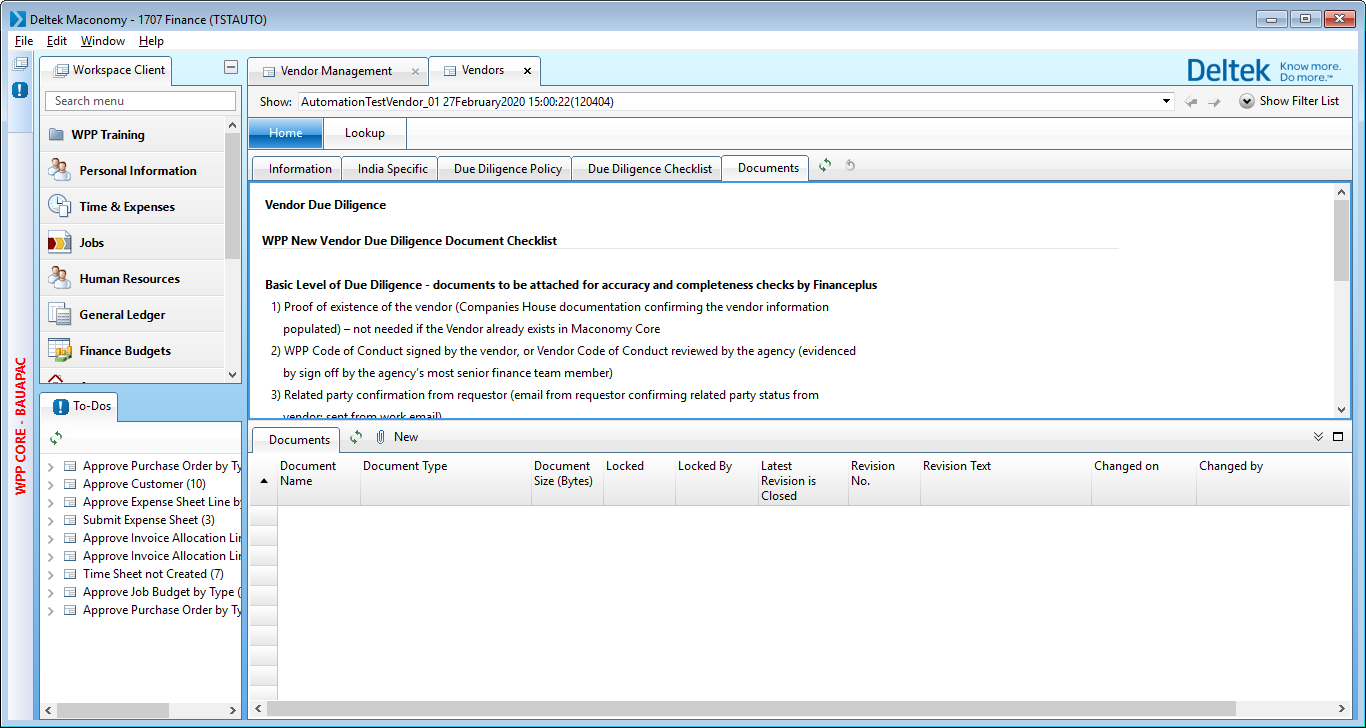 Deltek Maconomy - 1707 Finance (TSTAUTO)
File Edit Window Help
WPP CORE - BAUAPAC
Workspace Client
Search menu
WPP Training
Personal Information
Time & Expenses
Jobs
Human Resources
General Ledger
Finance Budgets
To-Dos
Approve Purchase Order by Ty
Approve Customer (10)
Approve Expense Sheet Line b
Submit Expense Sheet (3)
Approve Invoice Allocation Lin
Approve Invoice Allocation Lin
Time Sheet not Created (7)
Approve Job Budget by Type (
Approve Purchase Order by Ty
Vendor Management
Vendors
Deltek Know more.
Do more.™
Show: AutomationTestVendor_01 27February2020 15:00:22(120404)
Show Filter List
Home Lookup
Information India Specific Due Diligence Policy Due Diligence Checklist Documents
Vendor Due Diligence
WPP New Vendor Due Diligence Document Checklist
Basic Level of Due Diligence - documents to be attached for accuracy and completeness checks by Financeplus
1) Proof of existence of the vendor (Companies House documentation confirming the vendor information
populated) – not needed if the Vendor already exists in Maconomy Core
2) WPP Code of Conduct signed by the vendor, or Vendor Code of Conduct reviewed by the agency (evidenced
by sign off by the agency's most senior finance team member)
3) Related party confirmation from requestor (email from requestor confirming related party status from
vendor; sent from work email)
Documents New
Document Name
Document Type
Document Size (Bytes)
Locked
Locked By
Latest Revision is Closed
Revision No.
Revision Text
Changed on
Changed by